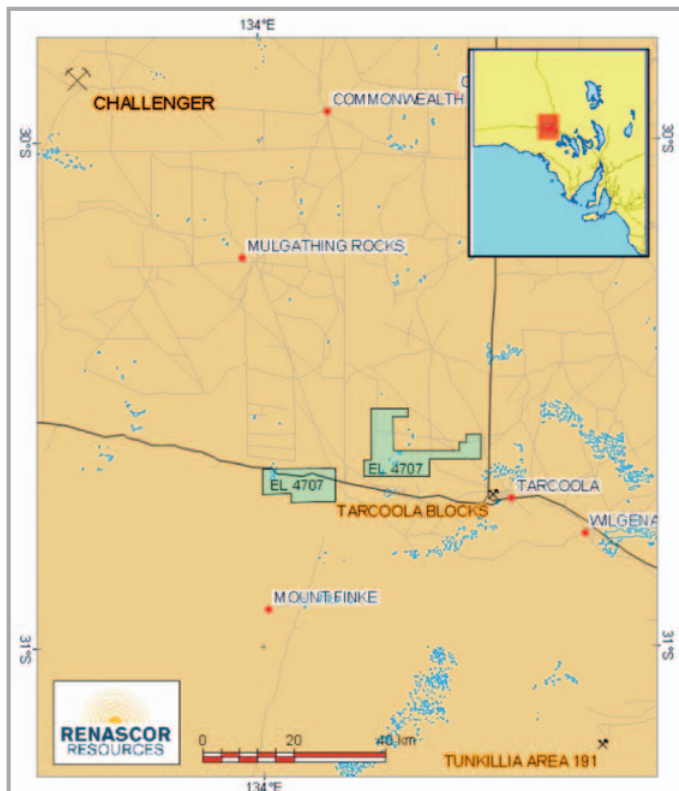 134°E
CHALLENGER
COMMONWEALTH
30°S
30°S
MULGATHING ROCKS
EL 4707
EL 4707
TARCOOLA
TARCOOLA BLOCKS
WILGENA
MOUNT FINKE
31°S
31°S
RENASCOR
RESOURCES
0 20 40 km
TUNKILLIA AREA 191
134°E